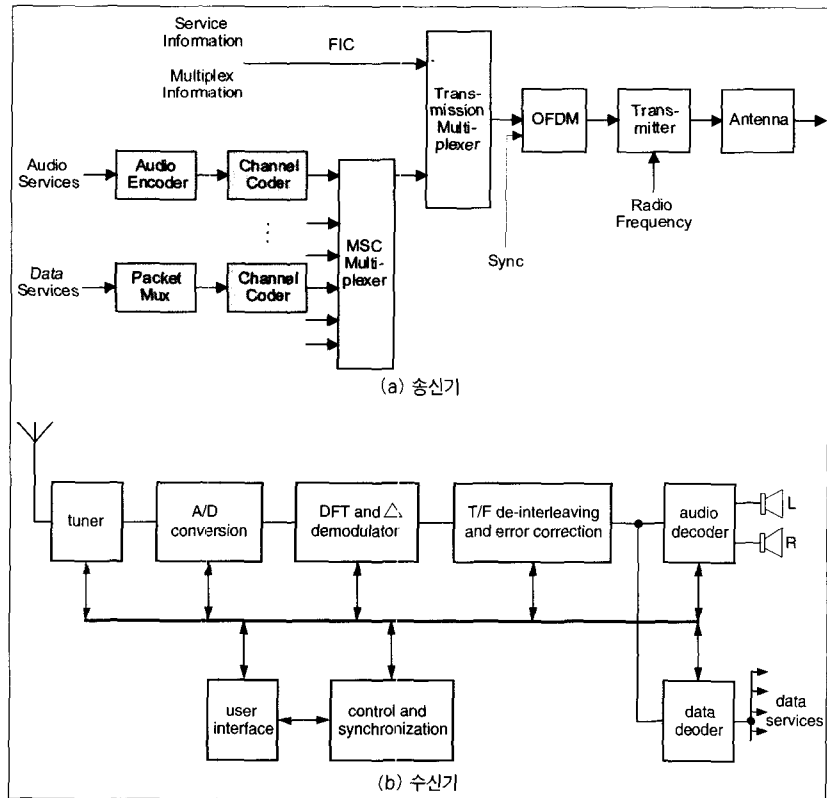 Service
Information
FIC
Multiplex
Information
Trans-
mission
Multi-
plexer
OFDM
Trans-
mitter
Antenna
Audio
Services
Audio
Encoder
Channel
Coder
Radio
Frequency
MSC
Multi-
plexer
Sync
Data
Services
Packet
Mux
Channel
Coder
(a) 송신기
tuner
A/D
conversion
DFT and △
demodulator
T/F de-interleaving
and error correction
audio
decoder
L
R
user
interface
control and
synchronization
data
deoder
data
services
(b) 수신기